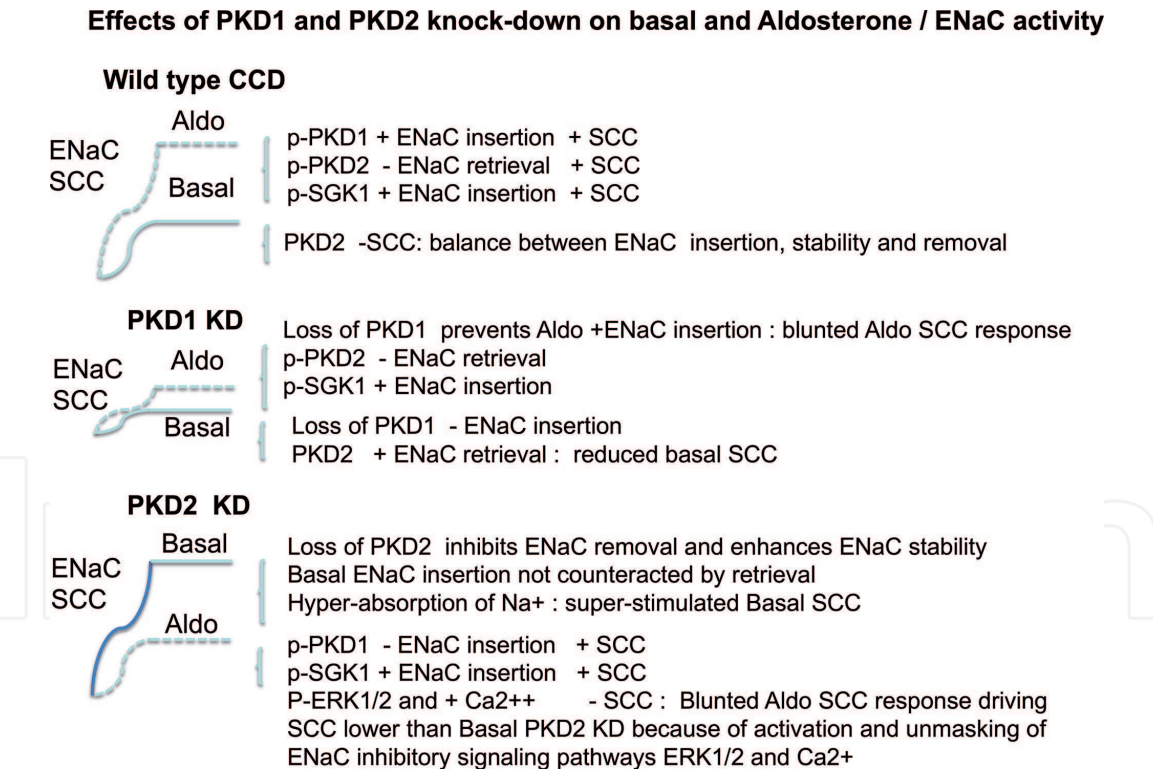 Effects of PKD1 and PKD2 knock-down on basal and Aldosterone / ENaC activity
Wild type CCD
Aldo
ENaC
SCC
Basal
p-PKD1 + ENaC insertion + SCC
p-PKD2 - ENaC retrieval + SCC
p-SGK1 + ENaC insertion + SCC
PKD2 -SCC: balance between ENaC insertion, stability and removal
PKD1 KD
ENaC
SCC
Aldo
Basal
Loss of PKD1 prevents Aldo +ENaC insertion : blunted Aldo SCC response
p-PKD2 - ENaC retrieval
p-SGK1 + ENaC insertion
Loss of PKD1 - ENaC insertion
PKD2 + ENaC retrieval : reduced basal SCC
PKD2 KD
Basal
ENaC
SCC
Aldo
Loss of PKD2 inhibits ENaC removal and enhances ENaC stability
Basal ENaC insertion not counteracted by retrieval
Hyper-absorption of Na+ : super-stimulated Basal SCC
p-PKD1 - ENaC insertion + SCC
p-SGK1 + ENaC insertion + SCC
P-ERK1/2 and + Ca2++ - SCC : Blunted Aldo SCC response driving
SCC lower than Basal PKD2 KD because of activation and unmasking of
ENaC inhibitory signaling pathways ERK1/2 and Ca2+